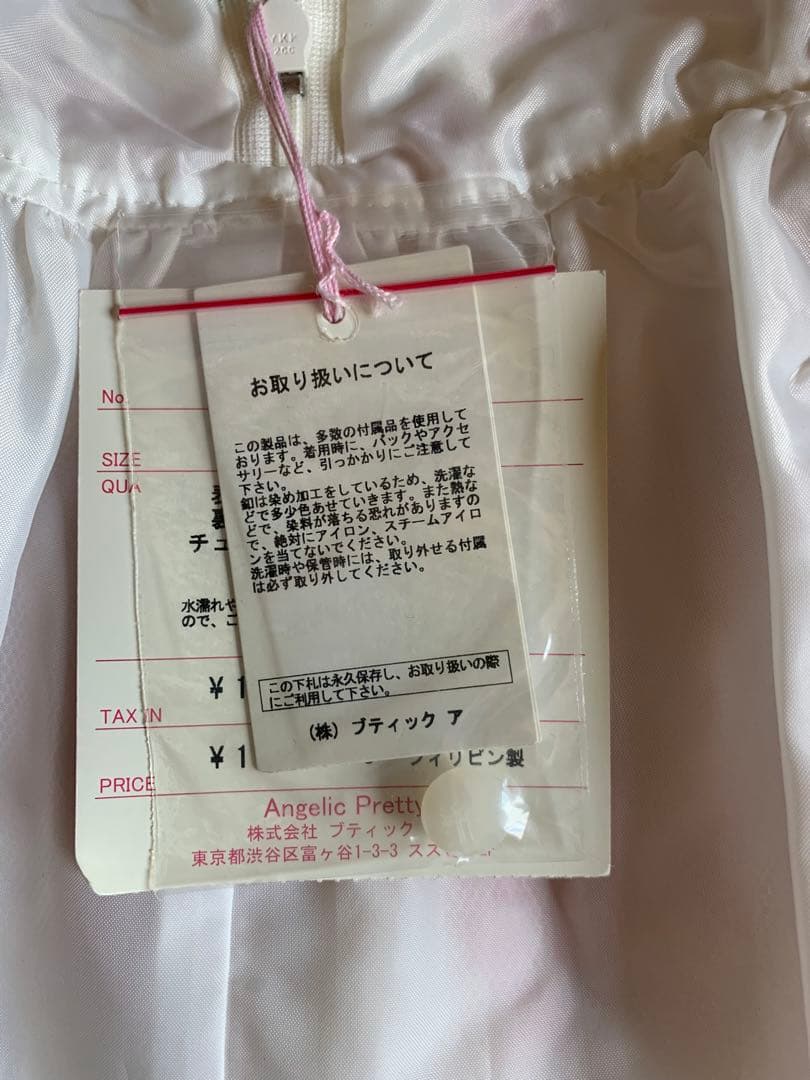 YKK
お取り扱いについて
この製品は、多数の付属品を使用して
おります。着用時に、バックやアクセ
サリーなど、引っかかりにご注意して
下さい。
釦は染め加工をしているため、洗濯な
どで多少色あせていきます。また熱な
どで、染料が落ちる恐れがありますの
で、絶対にアイロン、スチームアイロ
ンを当てないでください。
洗濯時や保管時には、取り外せる付属
は必ず取り外してください。
この下札は永久保存し、お取り扱いの際
にご利用して下さい。
(株) ブティック ア
No
SIZE
QUA
裏
チュ
水濡れや
ので、こ
¥1
TAX IN
¥1
フィリピン製
PRICE
Angelic Pretty
株式会社 ブティック
東京都渋谷区富ヶ谷1-3-3